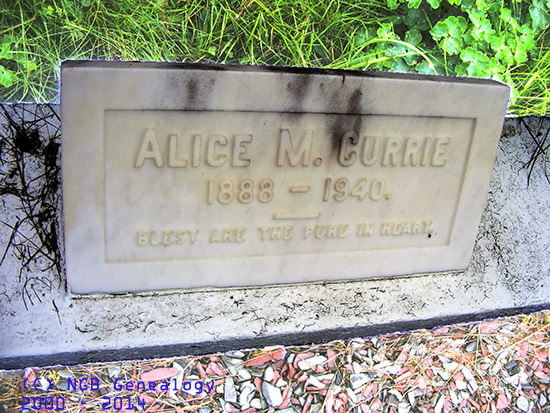 ALICE M. CURRIE
1888 – 1940.
BLEST ARE THE PURE IN HEART.
(C) NGB Genealogy
2000 - 2014